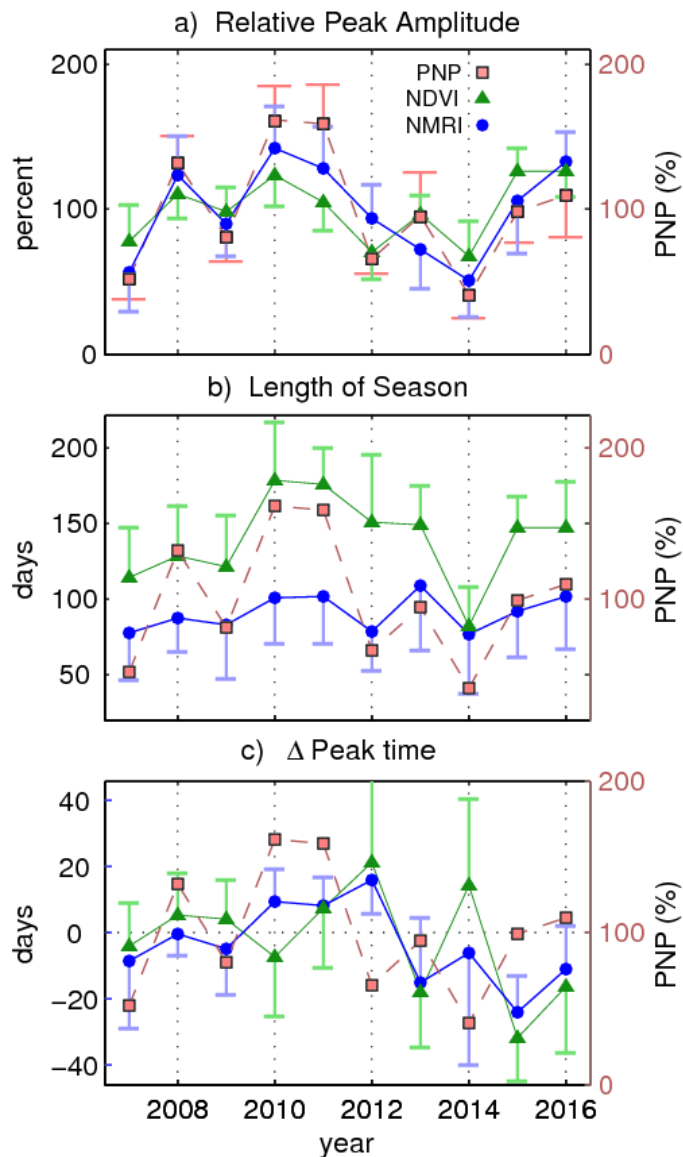 a) Relative Peak Amplitude
200 200
PNP
NDVI
NMRI
percent
100 100
PNP (%)
0 0
b) Length of Season
200
150
days
100 100
PNP (%)
50
c) Δ Peak time
200
40
20
days
0 100
PNP (%)
−20
−40
0
2008 2010 2012 2014 2016
year